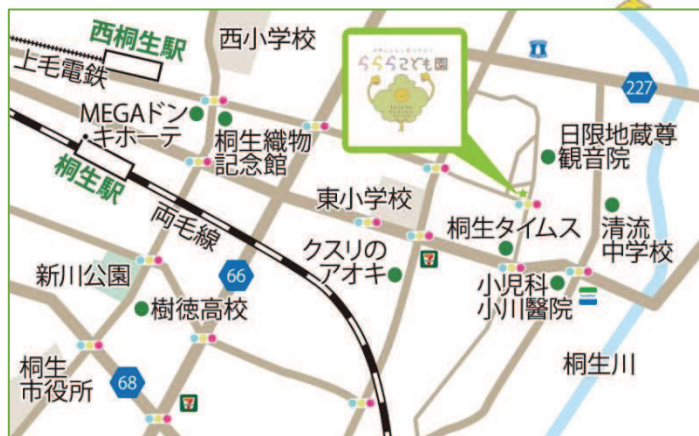 西桐生駅
上毛電鉄
西小学校
らららこども園
227
MEGAドン
キホーテ
桐生織物
記念館
日限地蔵尊
観音院
桐生駅
両毛線
東小学校
桐生タイムス
清流
中学校
クスリの
アオキ
新川公園
66
小児科
小川醫院
樹徳高校
桐生
市役所
68
桐生川